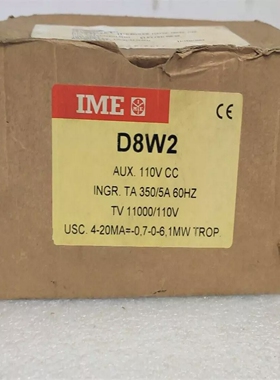 IME
CE
D8W2
AUX. 110V CC
INGR. TA 350/5A 60HZ
TV 11000/110V
USC. 4-20MA=-0,7-0-6,1MW TROP.